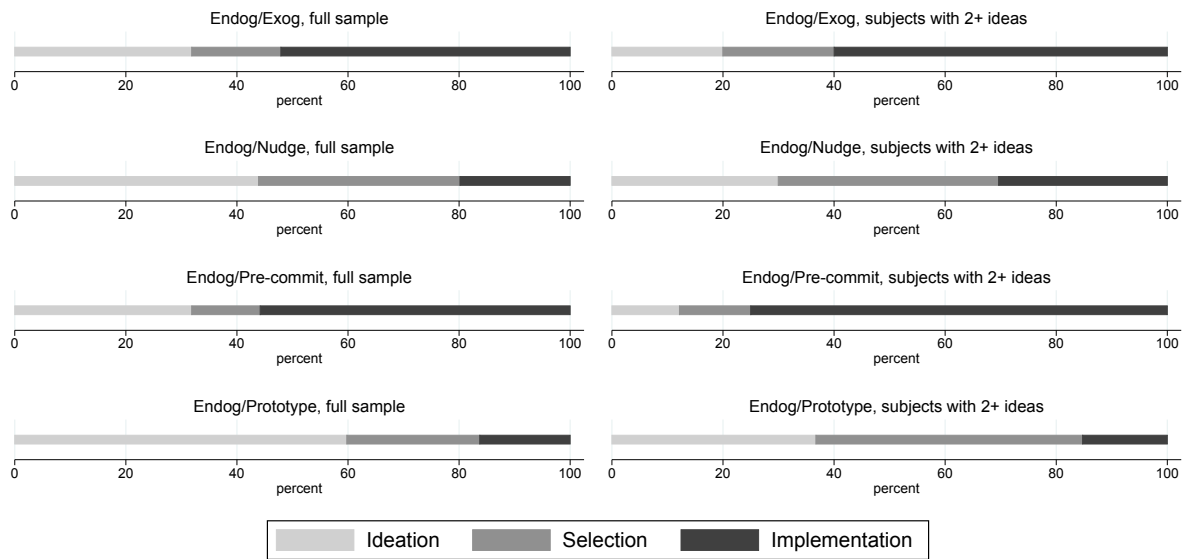 Endog/Exog, full sample
0 20 40 60 80 100
percent
Endog/Exog, subjects with 2+ ideas
0 20 40 60 80 100
percent
Endog/Nudge, full sample
0 20 40 60 80 100
percent
Endog/Nudge, subjects with 2+ ideas
0 20 40 60 80 100
percent
Endog/Pre-commit, full sample
0 20 40 60 80 100
percent
Endog/Pre-commit, subjects with 2+ ideas
0 20 40 60 80 100
percent
Endog/Prototype, full sample
0 20 40 60 80 100
percent
Endog/Prototype, subjects with 2+ ideas
0 20 40 60 80 100
percent
Ideation Selection Implementation